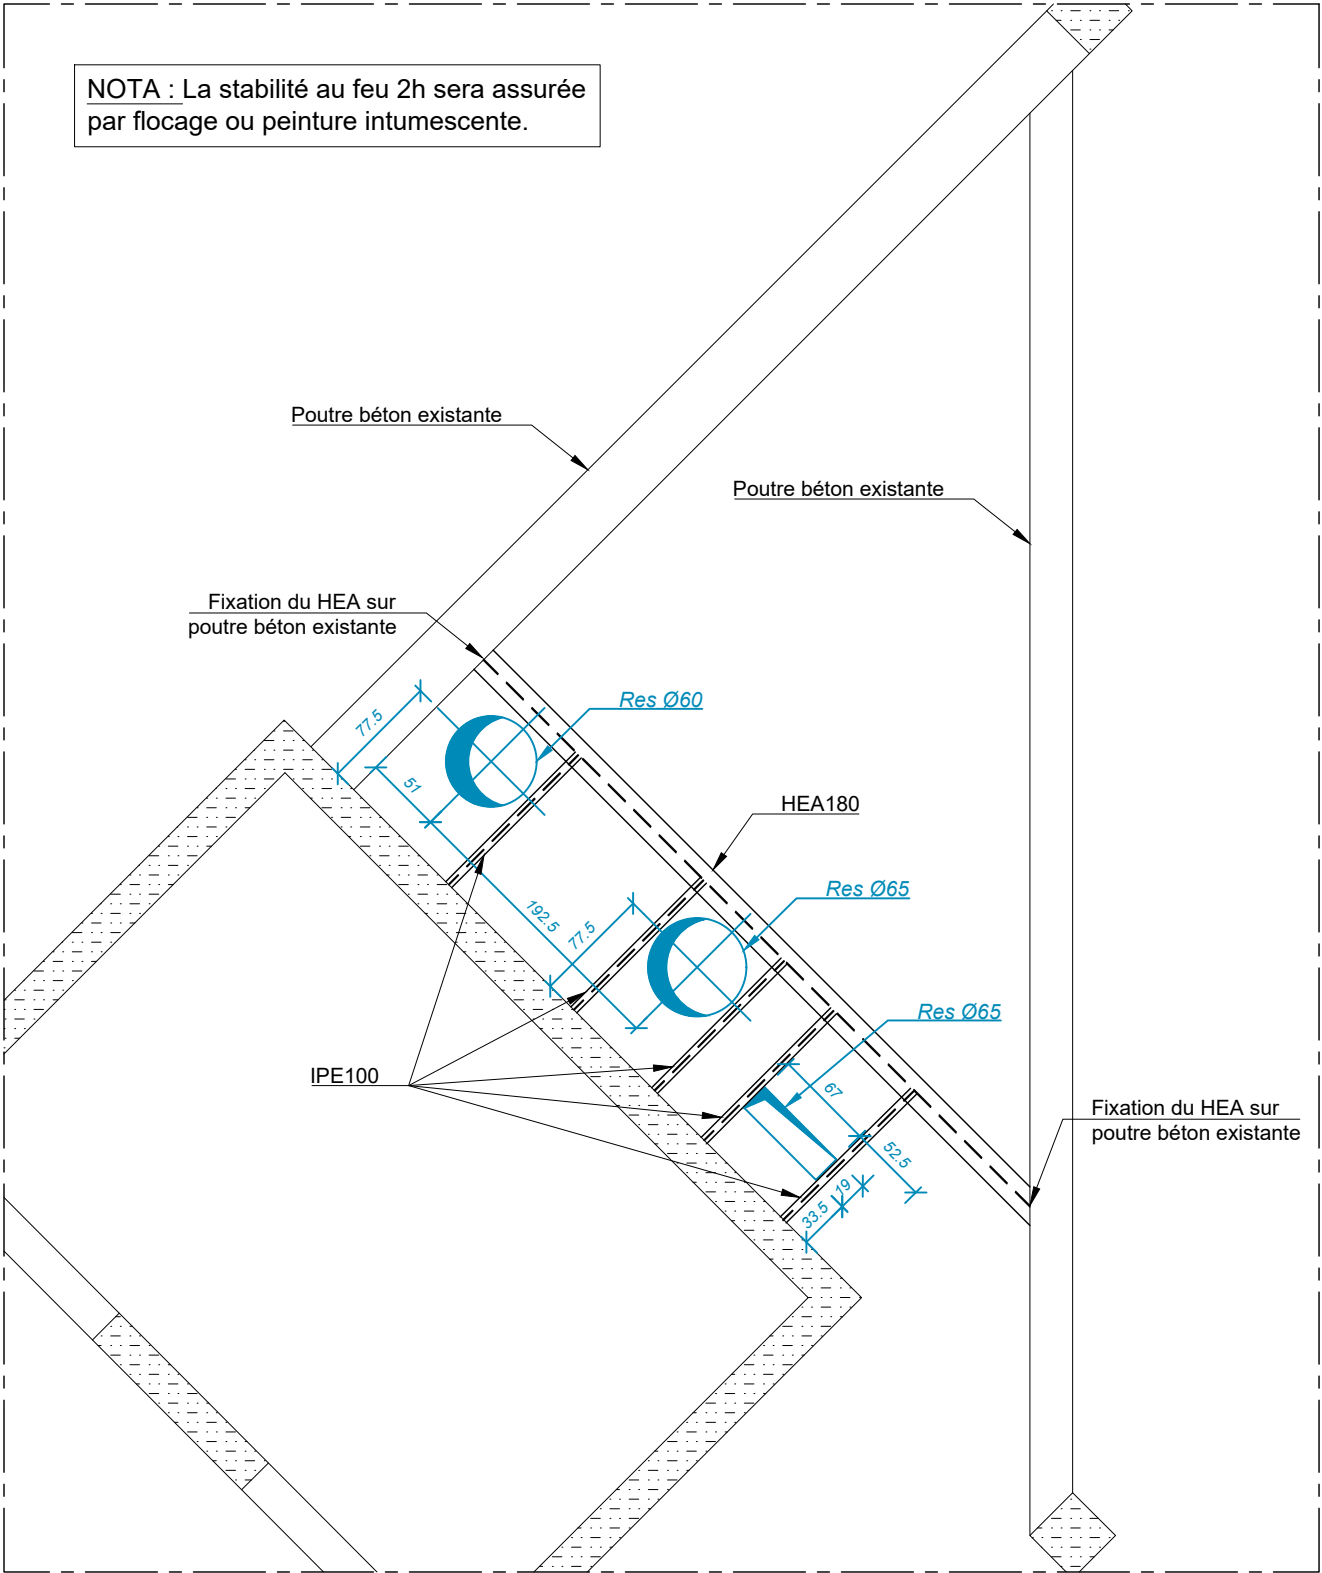 NOTA : La stabilité au feu 2h sera assurée
par flocage ou peinture intumescente.
Poutre béton existante
Poutre béton existante
Fixation du HEA sur
poutre béton existante
Res Ø60
77.5
51
HEA180
Res Ø65
192.5
77.5
Res Ø65
IPE100
67
Fixation du HEA sur
poutre béton existante
52.5
19
33.5